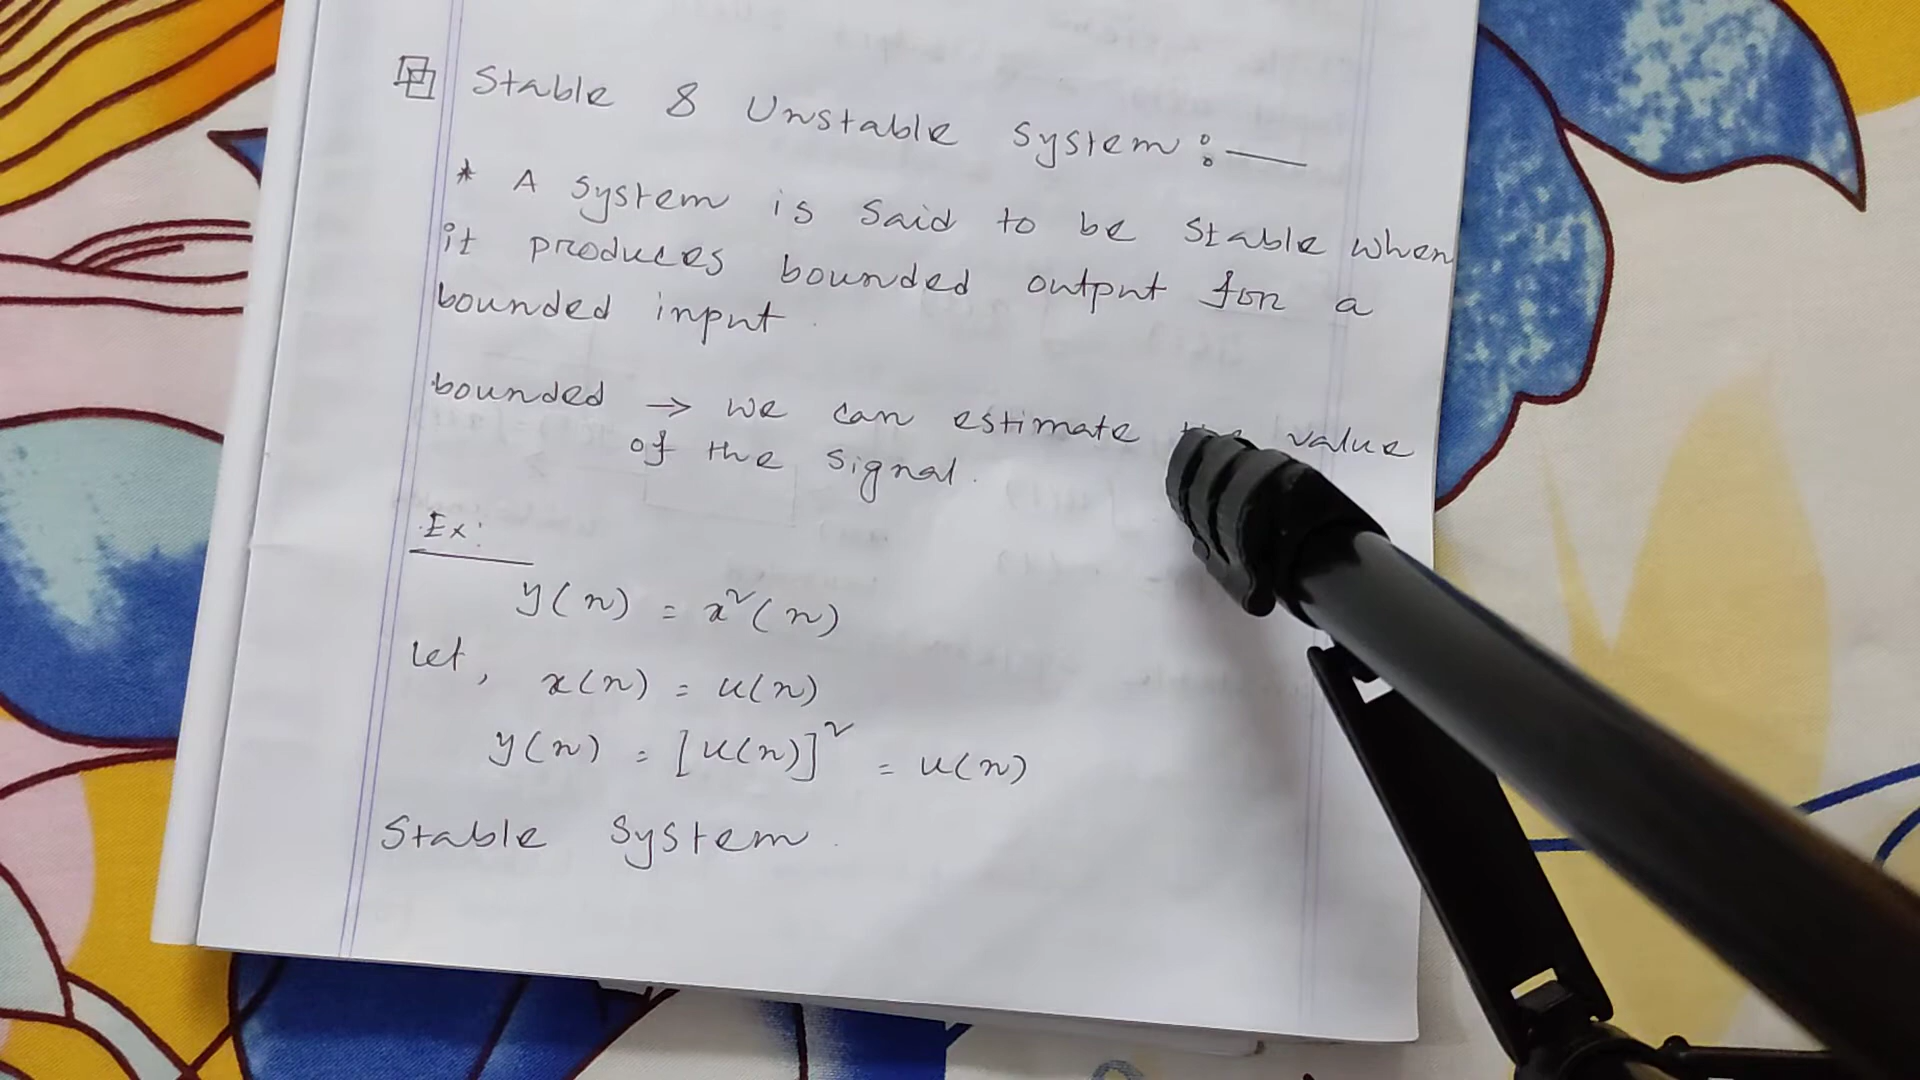 Stable & Unstable System :—
* A system is said to be stable when
it produces bounded output for a
bounded input.
bounded → we can estimate the value
of the signal.
Ex:
y(n) = x²(n)
Let, x(n) = u(n)
y(n) = [u(n)]² = u(n)
Stable System.